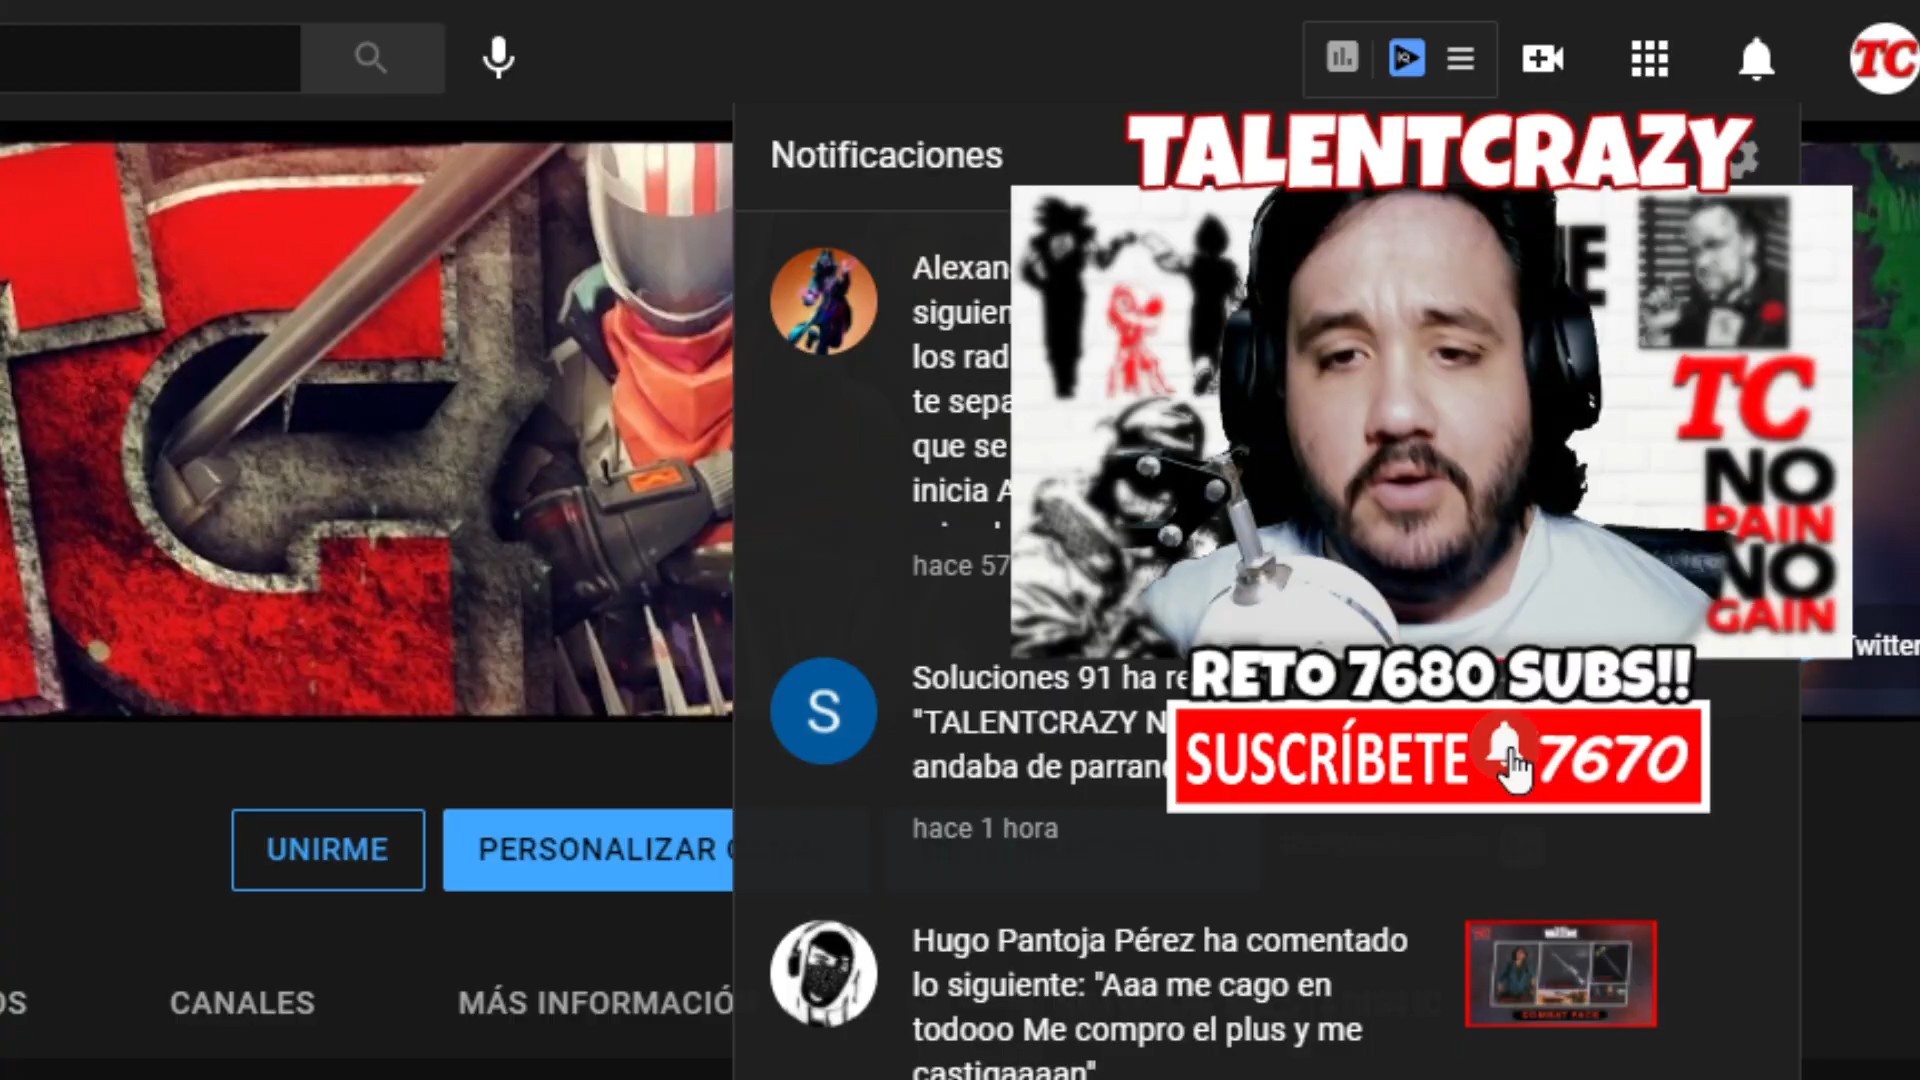 TC
TALENTCRAZY
Notificaciones
Alexan
siguien
los rad
te sepa
que se
inicia A
hace 57
TC
NO
PAIN
NO
GAIN
Twitter
RETO 7680 SUBS!!
Soluciones 91 ha re
"TALENTCRAZY N
andaba de parran
SUSCRÍBETE 7670
hace 1 hora
UNIRME
PERSONALIZAR
Hugo Pantoja Pérez ha comentado
lo siguiente: "Aaa me cago en
todooo Me compro el plus y me
castigaaaan"
OS
CANALES
MÁS INFORMACIÓ
COMBAT PACK